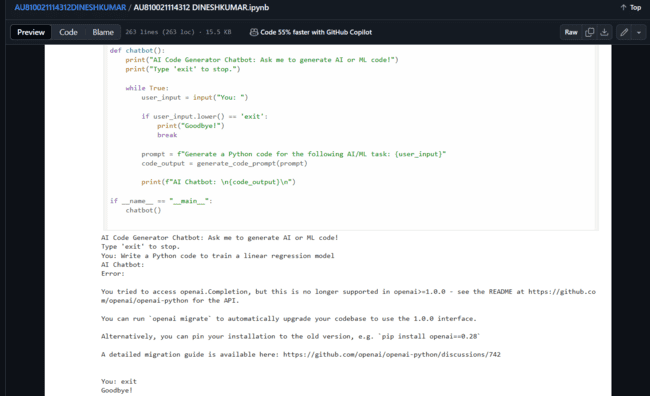 AU810021114312DINESHKUMAR / AU810021114312 DINESHKUMAR.ipynb
Top
Preview Code Blame 263 lines (263 loc) · 15.5 KB Code 55% faster with GitHub Copilot Raw
def chatbot():
    print("AI Code Generator Chatbot: Ask me to generate AI or ML code!")
    print("Type 'exit' to stop.")
    while True:
        user_input = input("You: ")
        if user_input.lower() == 'exit':
            print("Goodbye!")
            break
        prompt = f"Generate a Python code for the following AI/ML task: {user_input}"
        code_output = generate_code_prompt(prompt)
        print(f"AI Chatbot: \n{code_output}\n")
if __name__ == "__main__":
    chatbot()
AI Code Generator Chatbot: Ask me to generate AI or ML code!
Type 'exit' to stop.
You: Write a Python code to train a linear regression model
AI Chatbot:
Error:
You tried to access openai.Completion, but this is no longer supported in openai>=1.0.0 - see the README at https://github.co
m/openai/openai-python for the API.
You can run `openai migrate` to automatically upgrade your codebase to use the 1.0.0 interface.
Alternatively, you can pin your installation to the old version, e.g. `pip install openai==0.28`
A detailed migration guide is available here: https://github.com/openai/openai-python/discussions/742
You: exit
Goodbye!